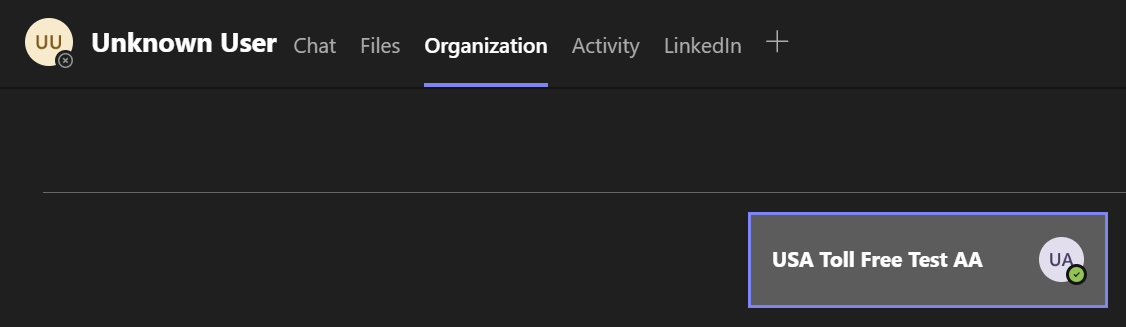 UU Unknown User Chat Files Organization Activity LinkedIn
USA Toll Free Test AA UA